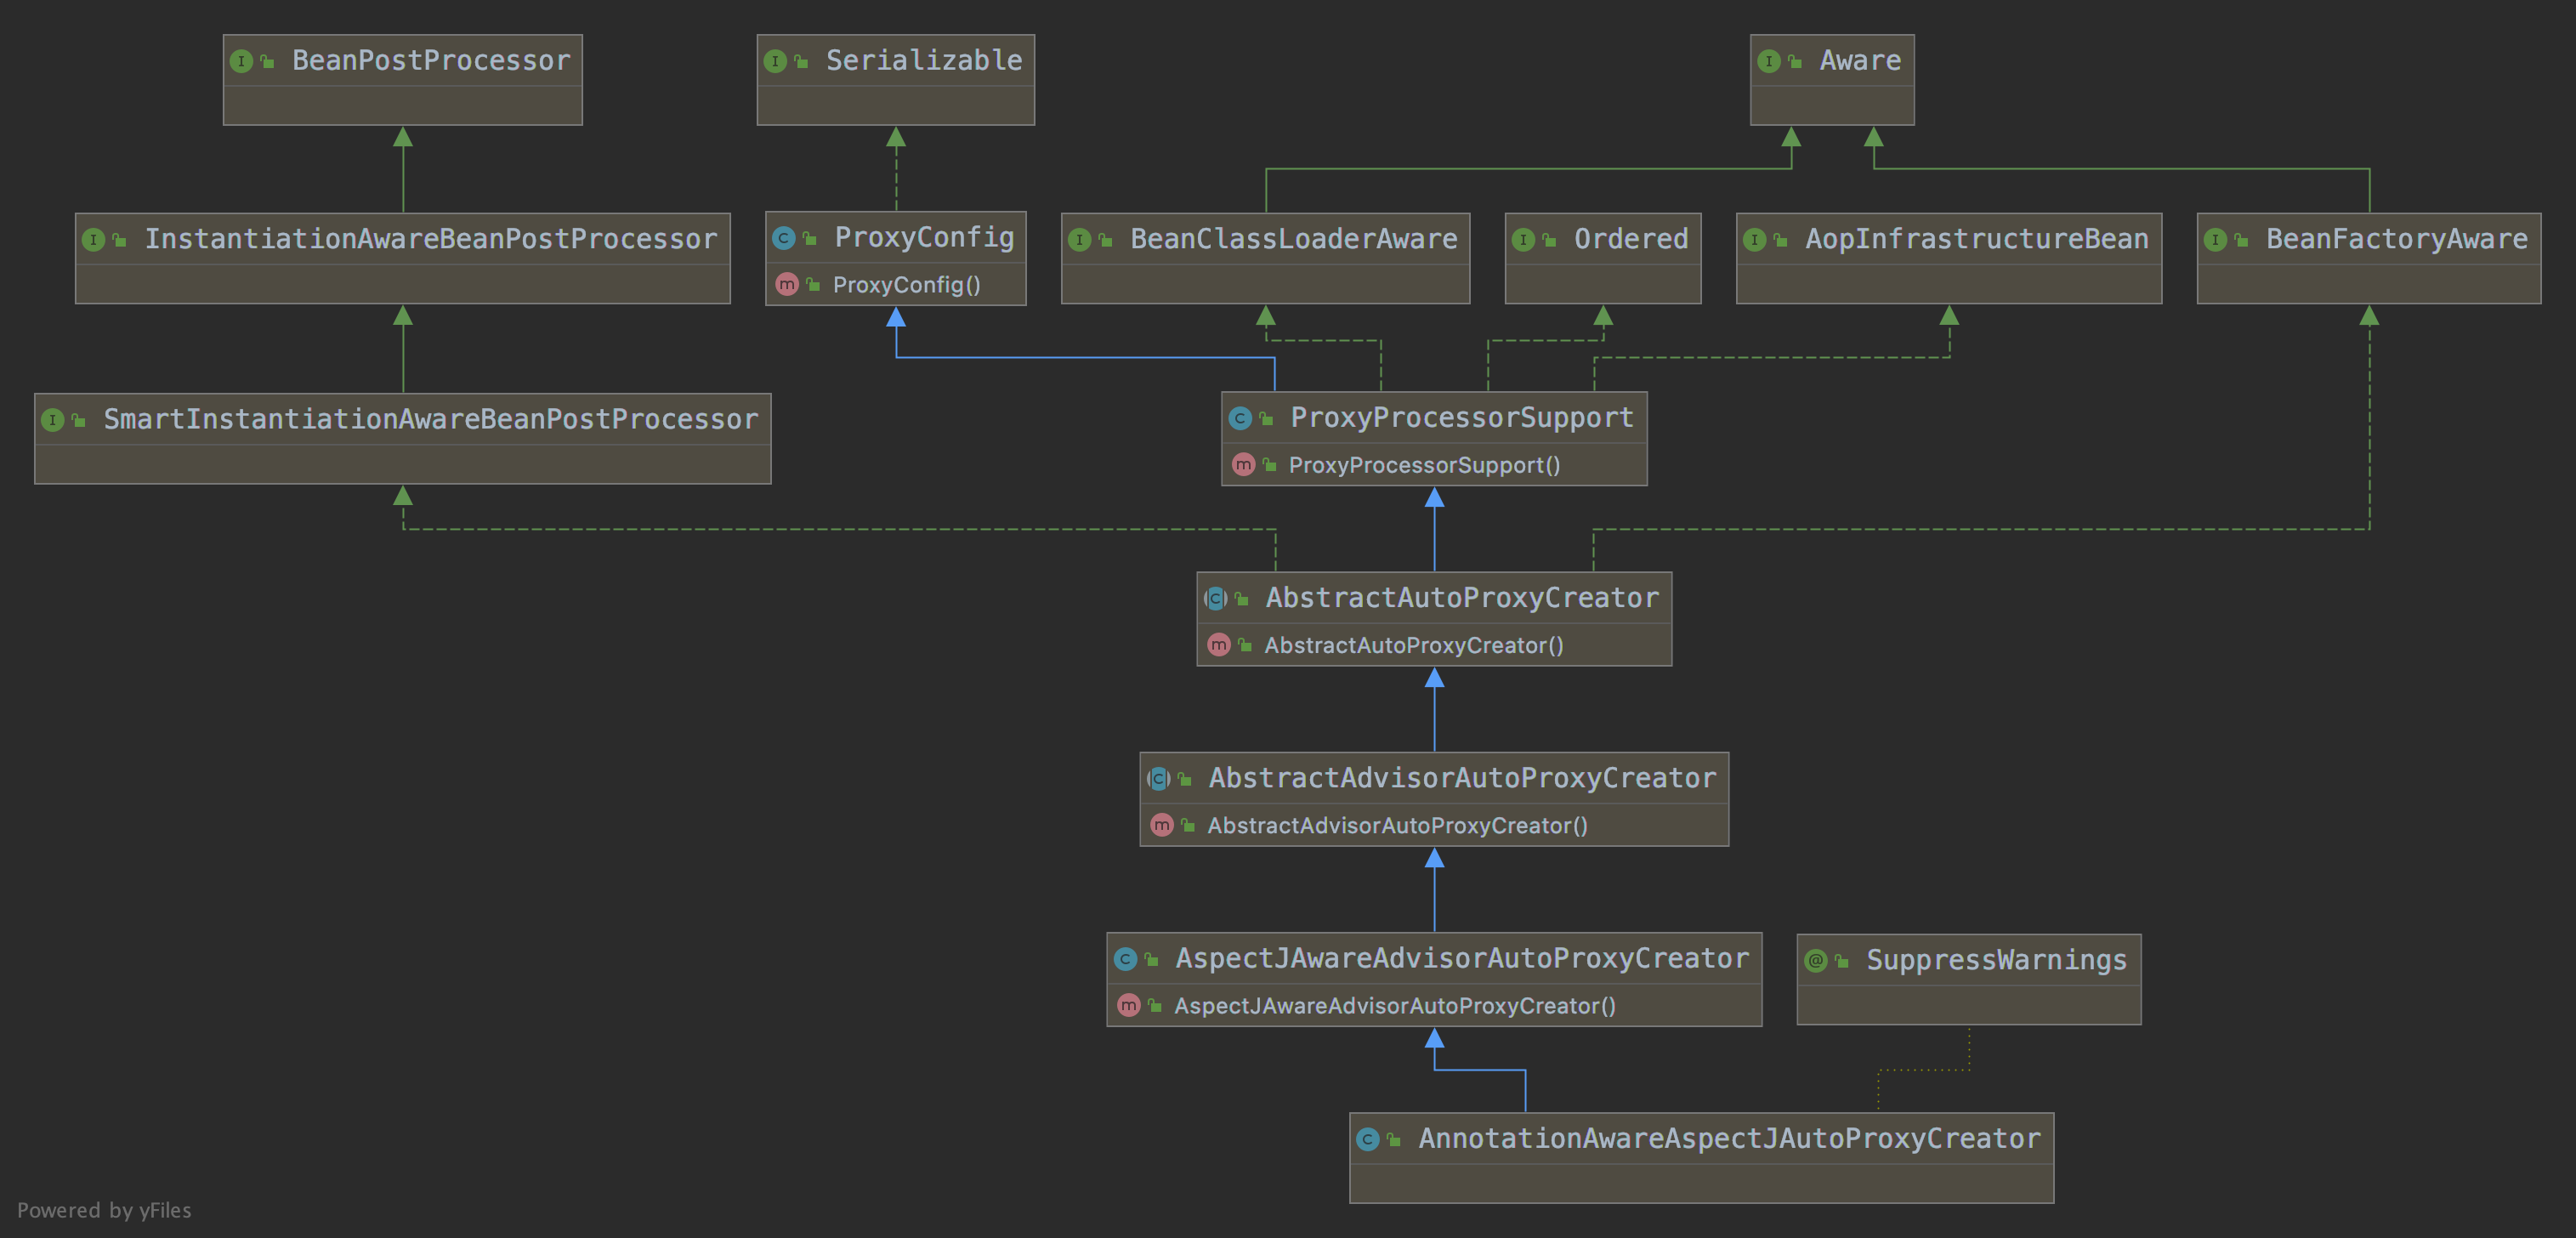 BeanPostProcessor
Serializable
Aware
InstantiationAwareBeanPostProcessor
ProxyConfig
ProxyConfig()
BeanClassLoaderAware
Ordered
AopInfrastructureBean
BeanFactoryAware
SmartInstantiationAwareBeanPostProcessor
ProxyProcessorSupport
ProxyProcessorSupport()
AbstractAutoProxyCreator
AbstractAutoProxyCreator()
AbstractAdvisorAutoProxyCreator
AbstractAdvisorAutoProxyCreator()
AspectJAwareAdvisorAutoProxyCreator
AspectJAwareAdvisorAutoProxyCreator()
SuppressWarnings
AnnotationAwareAspectJAutoProxyCreator
Powered by yFiles